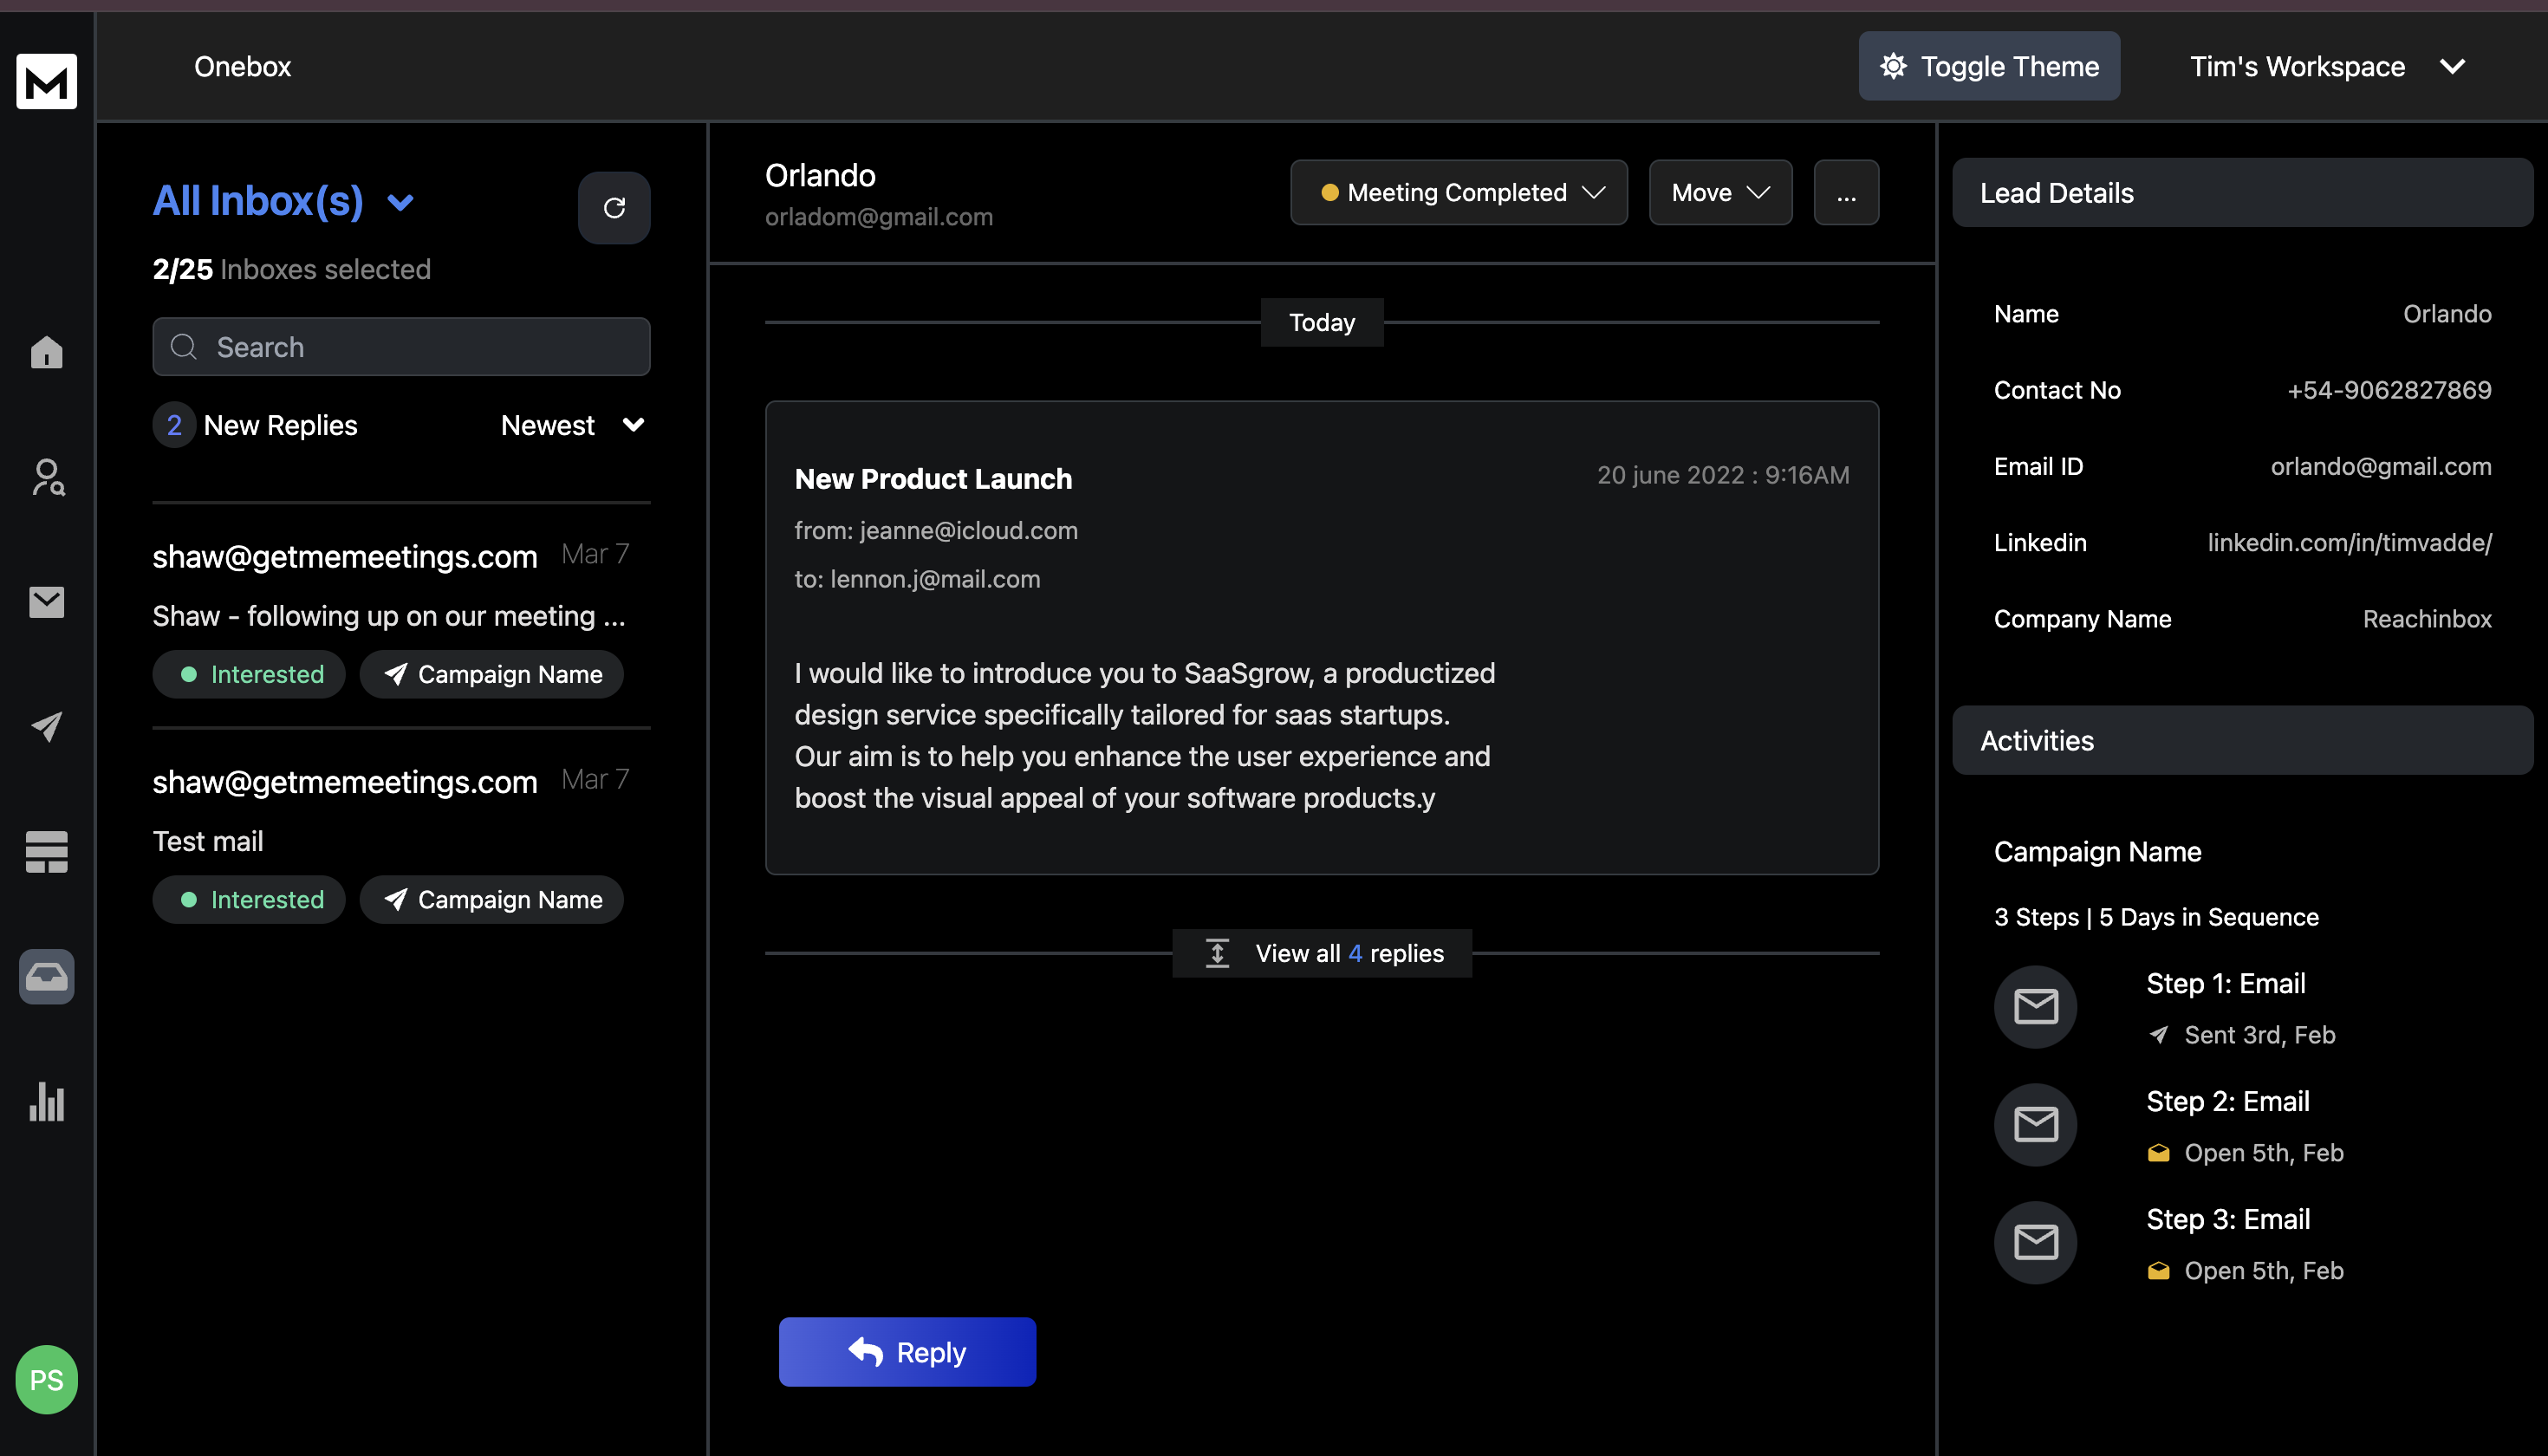 M
Onebox
Toggle Theme
Tim's Workspace
All Inbox(s)
2/25 Inboxes selected
Search
2 New Replies
Newest
shaw@getmemeetings.com Mar 7
Shaw - following up on our meeting ...
Interested
Campaign Name
shaw@getmemeetings.com Mar 7
Test mail
Interested
Campaign Name
PS
Orlando
orladom@gmail.com
Meeting Completed
Move
...
Today
New Product Launch
20 june 2022 : 9:16AM
from: jeanne@icloud.com
to: lennon.j@mail.com
I would like to introduce you to SaaSgrow, a productized
design service specifically tailored for saas startups.
Our aim is to help you enhance the user experience and
boost the visual appeal of your software products.y
View all 4 replies
Reply
Lead Details
Name Orlando
Contact No +54-9062827869
Email ID orlando@gmail.com
Linkedin linkedin.com/in/timvadde/
Company Name Reachinbox
Activities
Campaign Name
3 Steps | 5 Days in Sequence
Step 1: Email
Sent 3rd, Feb
Step 2: Email
Open 5th, Feb
Step 3: Email
Open 5th, Feb